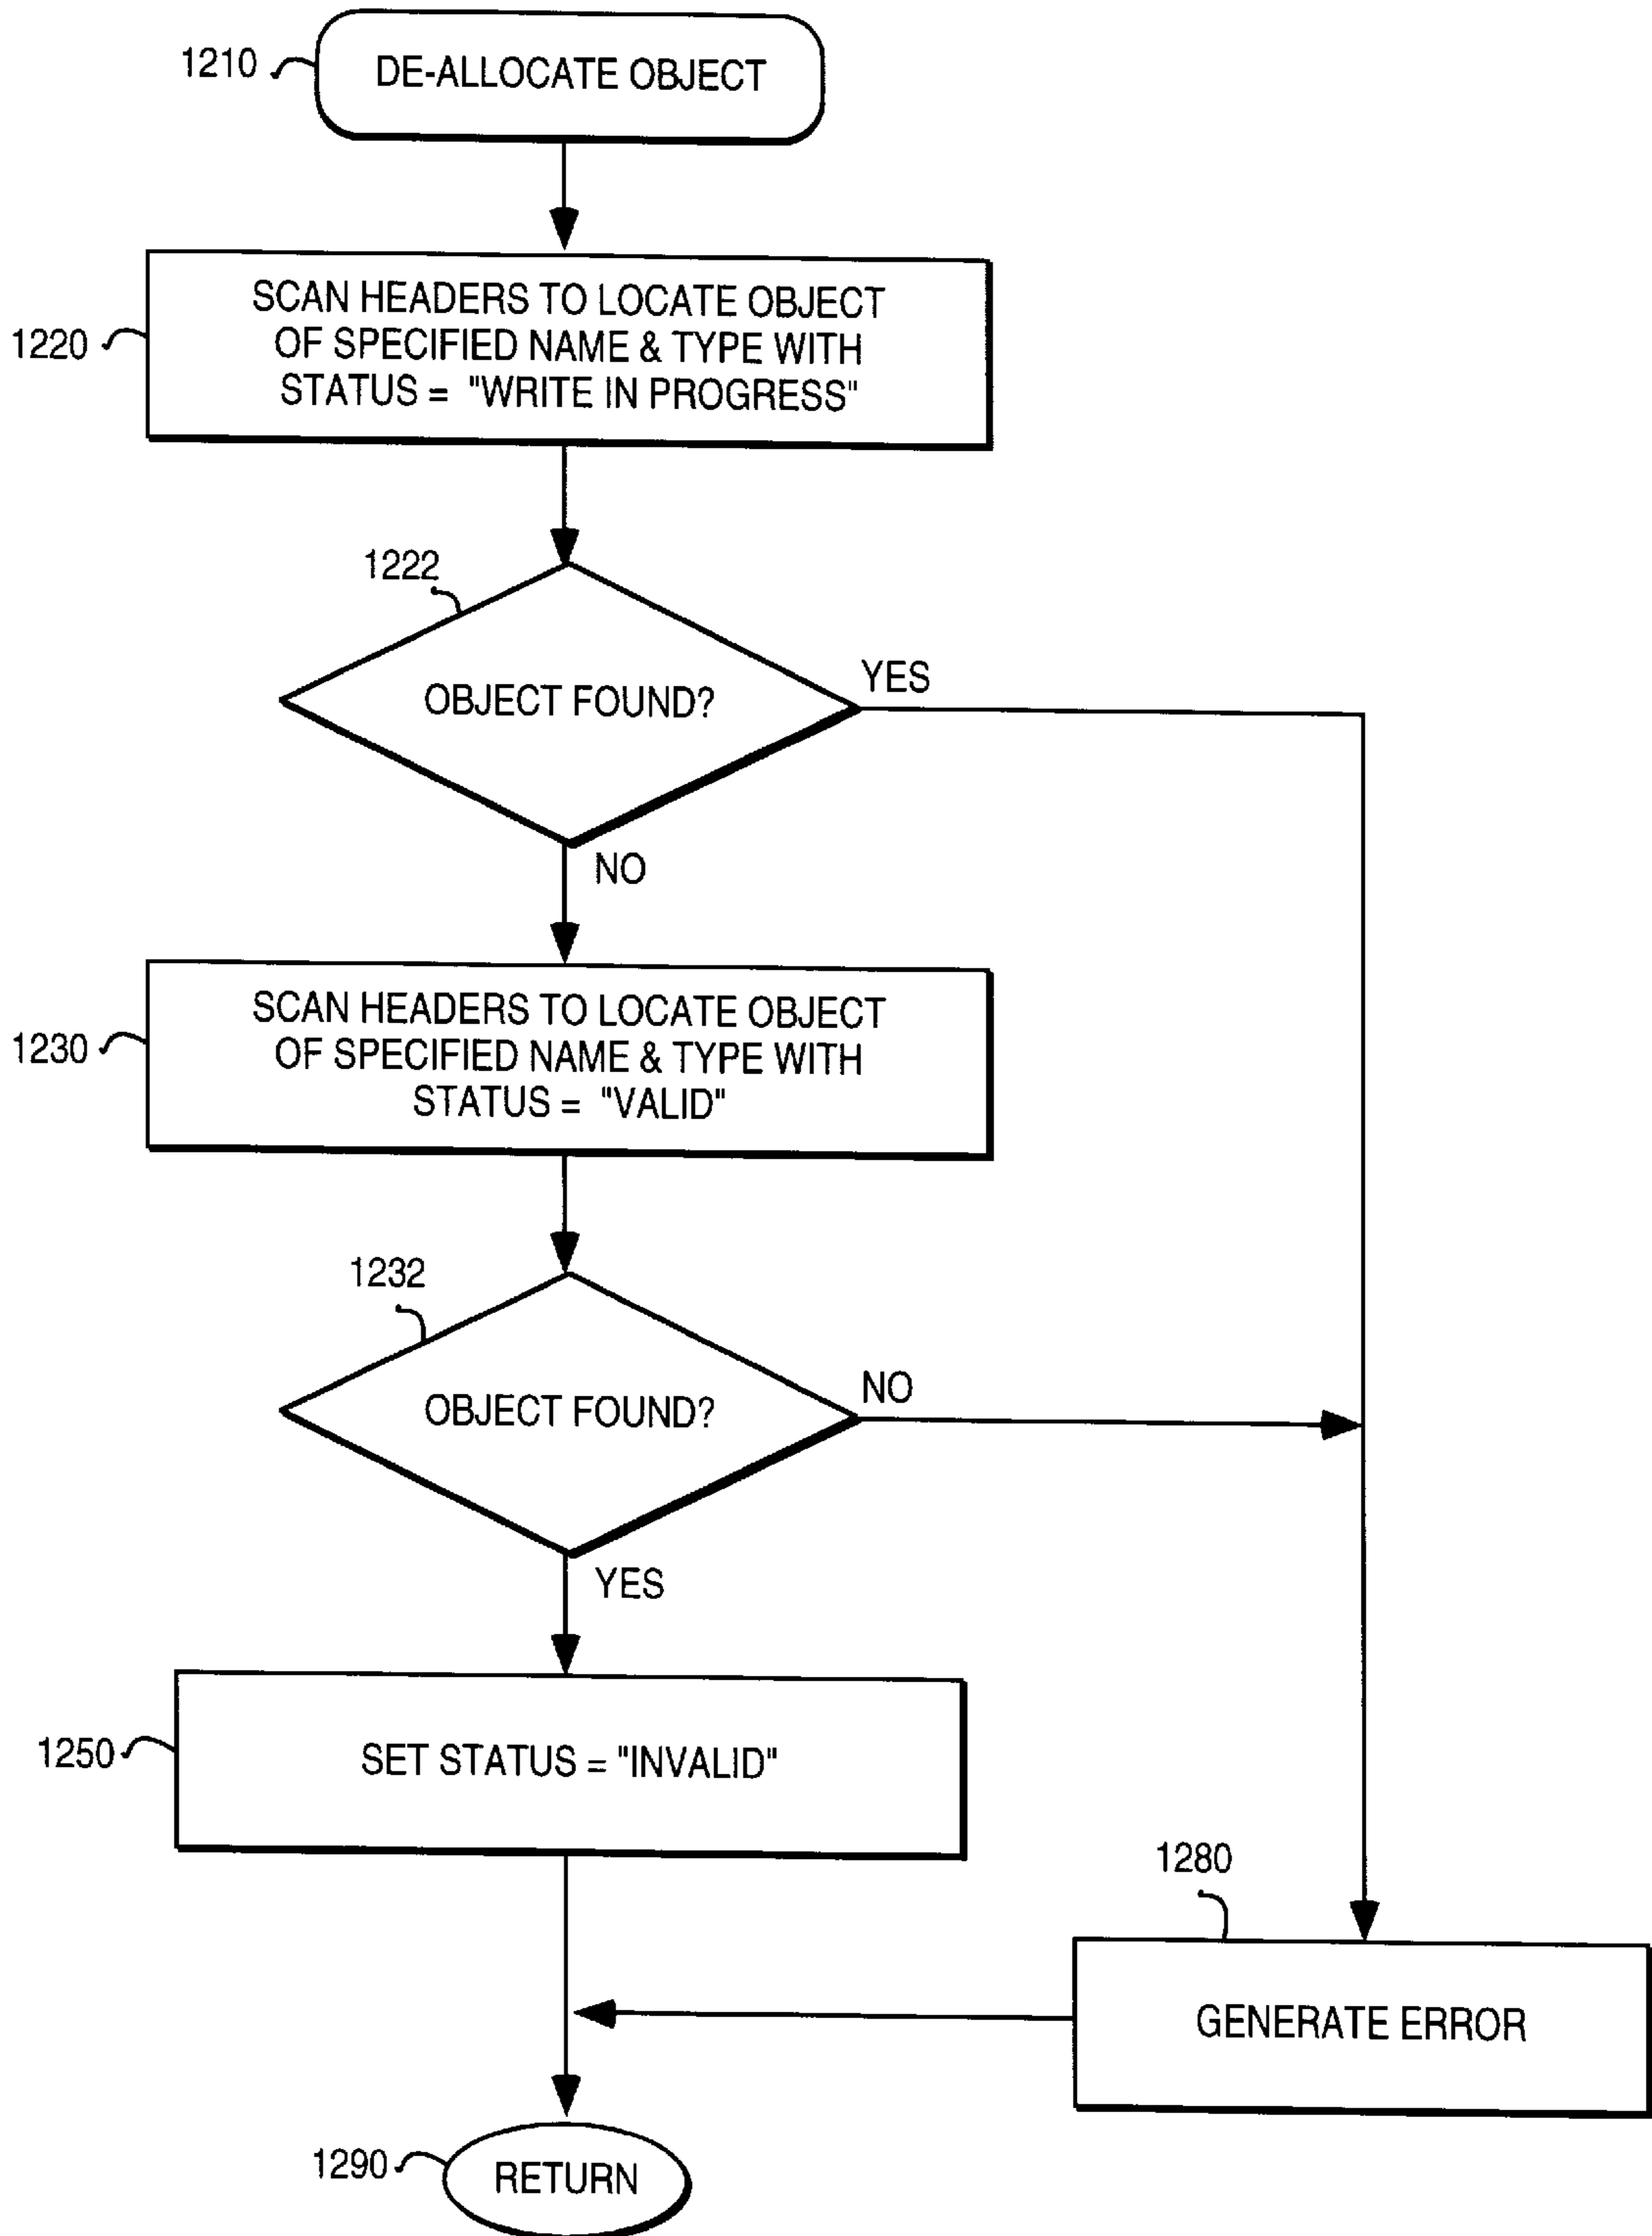 1210
DE-ALLOCATE OBJECT
1220
SCAN HEADERS TO LOCATE OBJECT
OF SPECIFIED NAME & TYPE WITH
STATUS = "WRITE IN PROGRESS"
1222
OBJECT FOUND?
YES
NO
1230
SCAN HEADERS TO LOCATE OBJECT
OF SPECIFIED NAME & TYPE WITH
STATUS = "VALID"
1232
OBJECT FOUND?
NO
YES
1250
SET STATUS = "INVALID"
1280
GENERATE ERROR
1290
RETURN